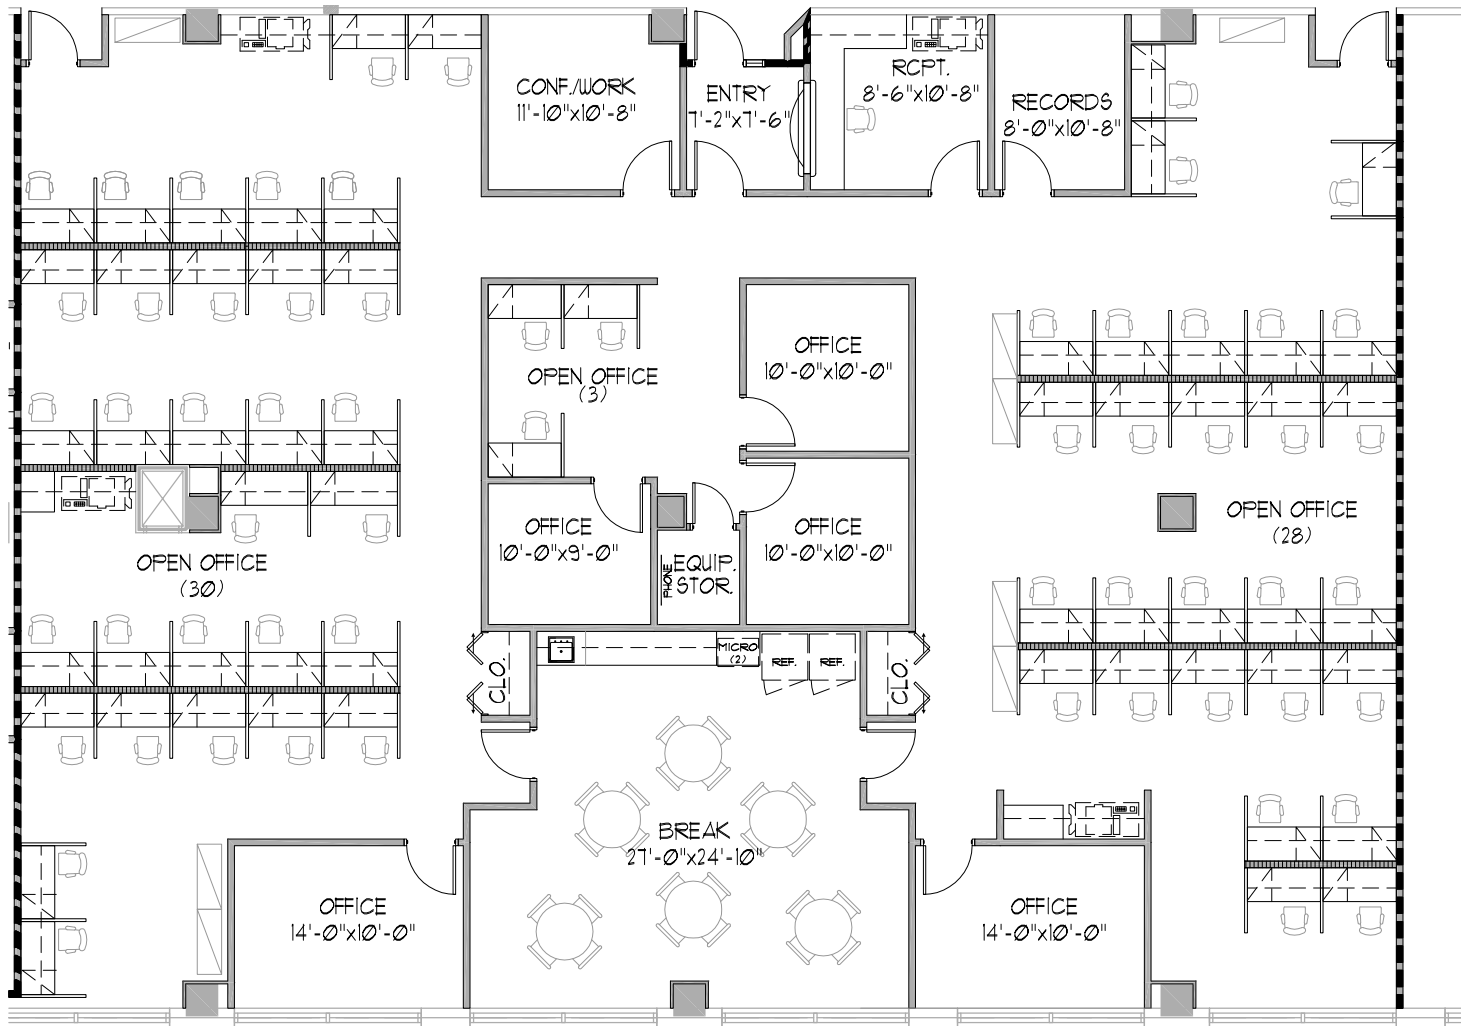 CONF./WORK
11'-10"x10'-8"
ENTRY
7'-2"x7'-6"
RCPT.
8'-6"x10'-8"
RECORDS
8'-0"x10'-8"
OPEN OFFICE
(3)
OFFICE
10'-0"x10'-0"
OFFICE
10'-0"x9'-0"
PHONE
EQUIP.
STOR.
OFFICE
10'-0"x10'-0"
OPEN OFFICE
(28)
OPEN OFFICE
(30)
CLO.
MICRO
(2)
REF.
REF.
CLO.
BREAK
27'-0"x24'-10"
OFFICE
14'-0"x10'-0"
OFFICE
14'-0"x10'-0"